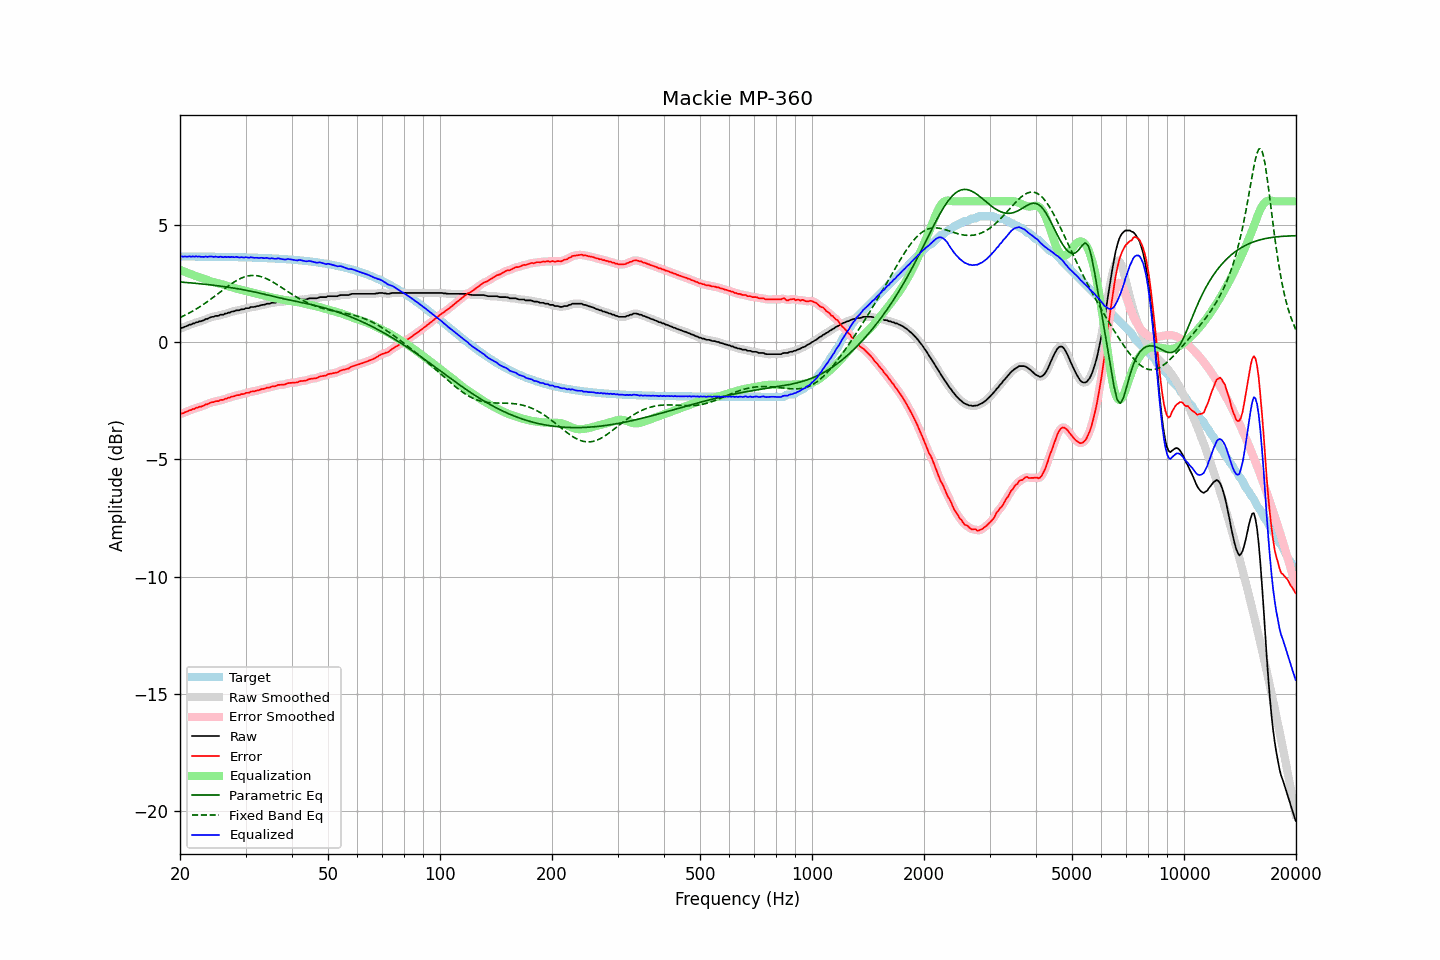 Mackie MP-360
Amplitude (dBr)
5
0
−5
−10
−15
−20
Target
Raw Smoothed
Error Smoothed
Raw
Error
Equalization
Parametric Eq
Fixed Band Eq
Equalized
20
50
100
200
500
1000
2000
5000
10000
20000
Frequency (Hz)